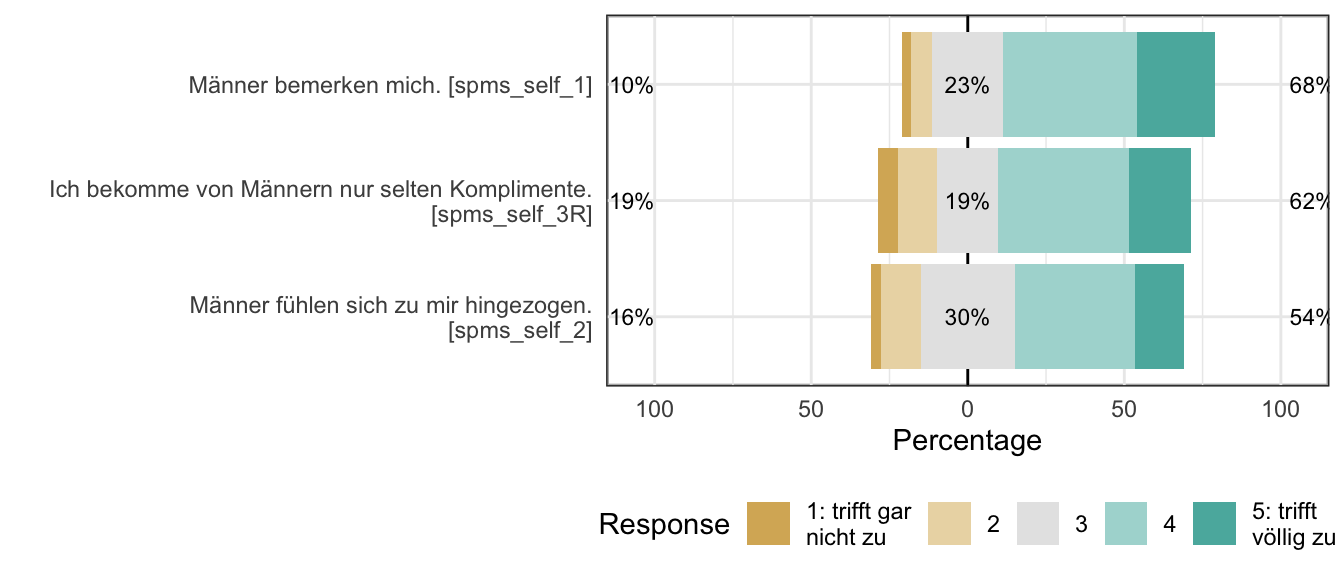 Männer bemerken mich. [spms_self_1]
10%
23%
68%
Ich bekomme von Männern nur selten Komplimente.
[spms_self_3R]
19%
19%
62%
Männer fühlen sich zu mir hingezogen.
[spms_self_2]
16%
30%
54%
100 50 0 50 100
Percentage
Response
1: trifft gar
nicht zu
2
3
4
5: trifft
völlig zu